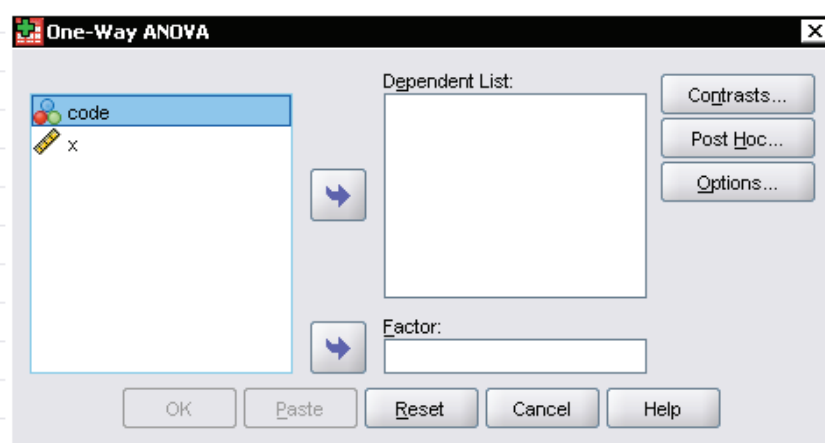 One-Way ANOVA
code
x
Dependent List:
Contrasts...
Post Hoc...
Options...
Factor:
OK
Paste
Reset
Cancel
Help